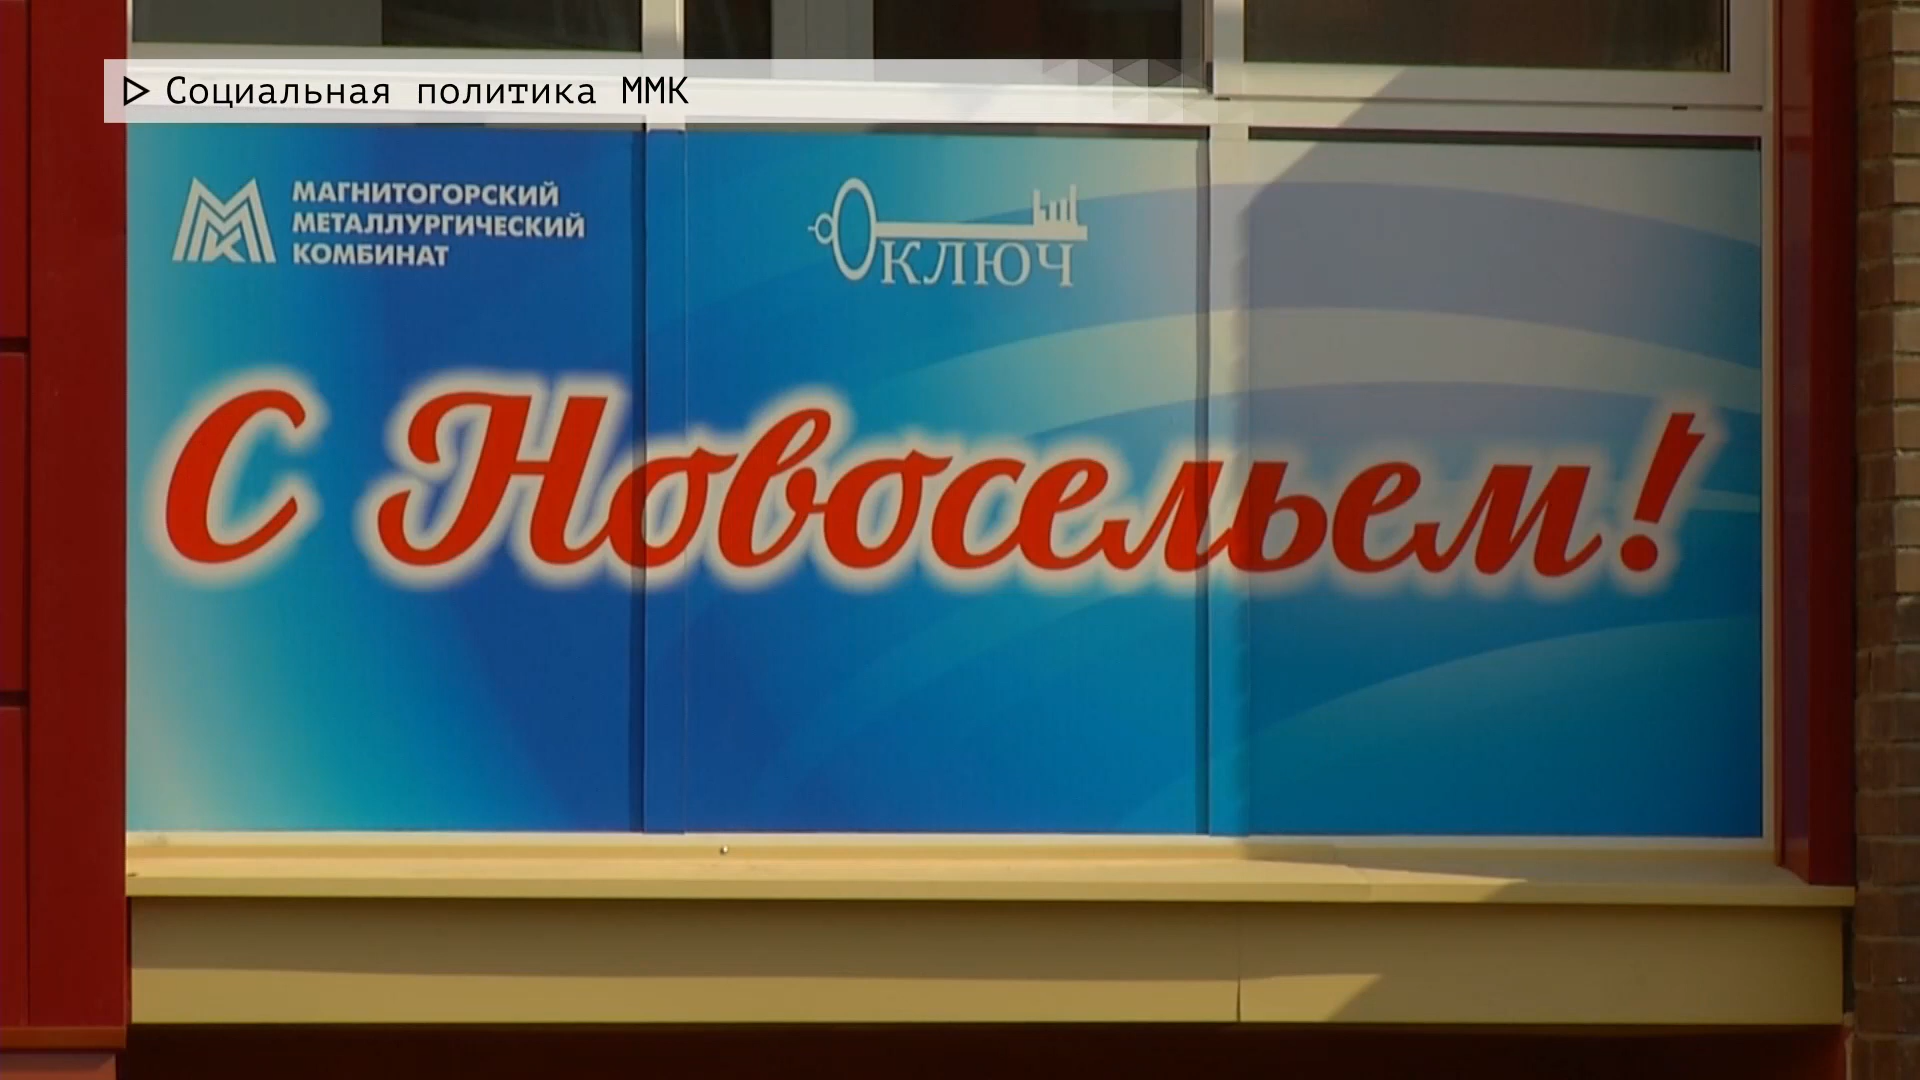 Социальная политика ММК
МАГНИТОГОРСКИЙ
МЕТАЛЛУРГИЧЕСКИЙ
КОМБИНАТ
КЛЮЧ
С Новосельем!